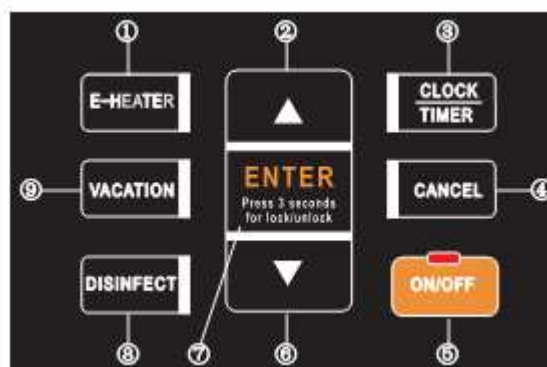 ① ② ③
E-HEATER
CLOCK
TIMER
⑨ VACATION
ENTER
Press 3 seconds
for lock/unlock
CANCEL ④
DISINFECT
ON/OFF
⑧ ⑦ ⑥ ⑤